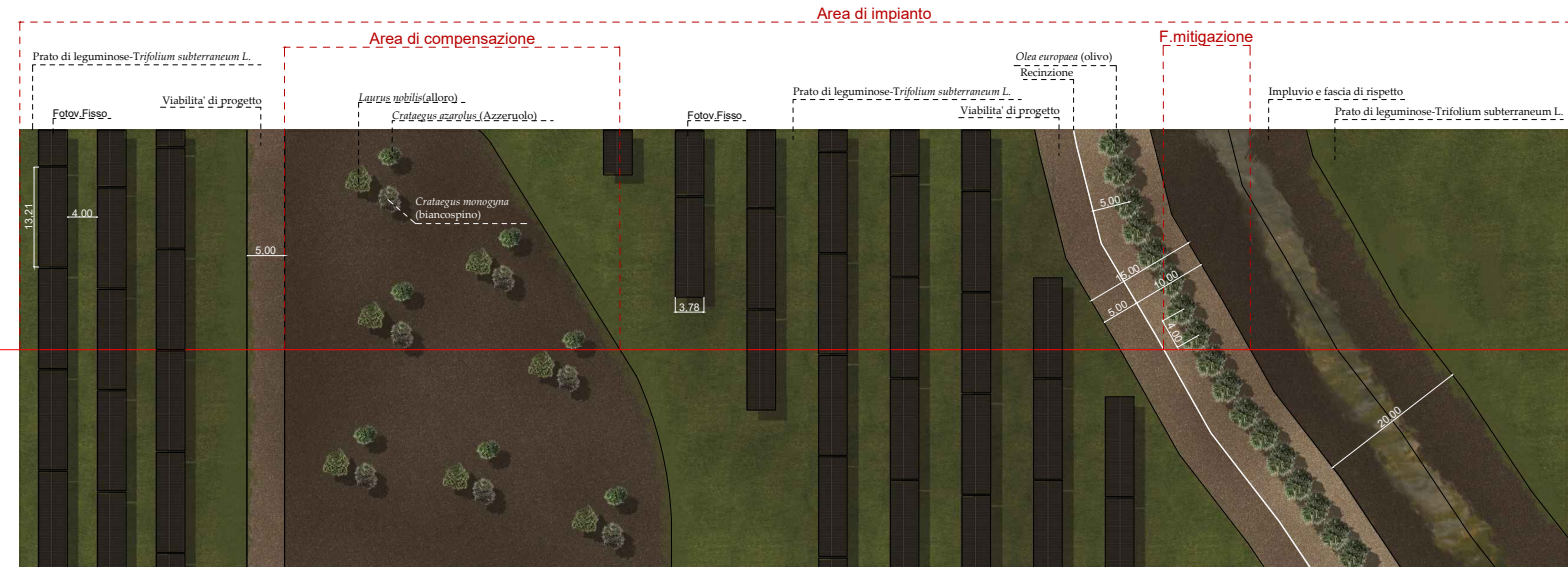 Area di impianto
Area di compensazione
F.mitigazione
Prato di leguminose-Trifolium subterraneum L.
Olea europaea (olivo)
Recinzione
Fotov.Fisso
Viabilita' di progetto
Laurus nobilis(alloro)
Crataegus azarolus (Azzeruolo)
Fotov.Fisso
Prato di leguminose-Trifolium subterraneum L.
Viabilita' di progetto
Impluvio e fascia di rispetto
Prato di leguminose-Trifolium subterraneum L.
Crataegus monogyna
(biancospino)
13,21
4.00
5.00
3.78
5.00
15.00
10.00
5.00
4.00
20.00